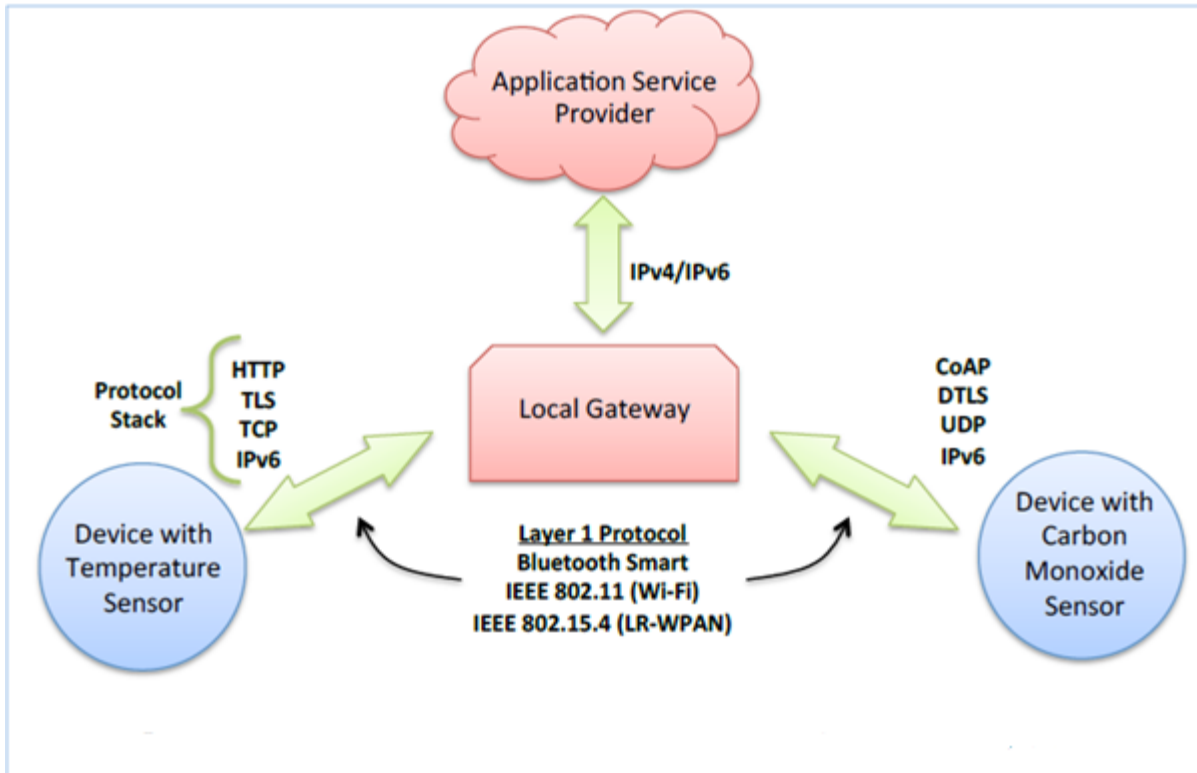 Application Service
Provider
IPv4/IPv6
Protocol
Stack
HTTP
TLS
TCP
IPv6
Local Gateway
CoAP
DTLS
UDP
IPv6
Device with
Temperature
Sensor
Layer 1 Protocol
Bluetooth Smart
IEEE 802.11 (Wi-Fi)
IEEE 802.15.4 (LR-WPAN)
Device with
Carbon
Monoxide
Sensor